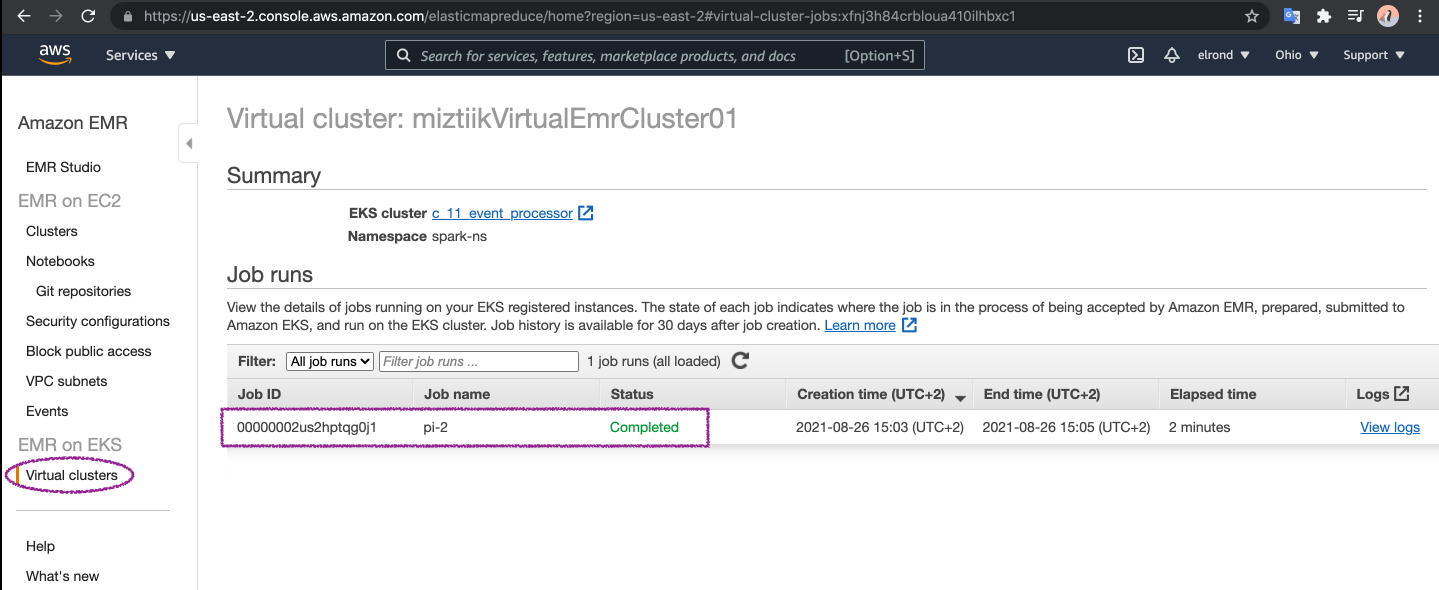 https://us-east-2.console.aws.amazon.com/elasticmapreduce/home?region=us-east-2#virtual-cluster-jobs:xfnj3h84crbloua410ilhbxc1
aws Services Search for services, features, marketplace products, and docs [Option+S] elrond Ohio Support
Amazon EMR
EMR Studio
EMR on EC2
Clusters
Notebooks
Git repositories
Security configurations
Block public access
VPC subnets
Events
EMR on EKS
Virtual clusters
Help
What's new
Virtual cluster: miztiikVirtualEmrCluster01
Summary
EKS cluster c_11_event_processor
Namespace spark-ns
Job runs
View the details of jobs running on your EKS registered instances. The state of each job indicates where the job is in the process of being accepted by Amazon EMR, prepared, submitted to
Amazon EKS, and run on the EKS cluster. Job history is available for 30 days after job creation. Learn more
Filter: All job runs Filter job runs ... 1 job runs (all loaded)
Job ID Job name Status Creation time (UTC+2) End time (UTC+2) Elapsed time Logs
00000002us2hptqg0j1 pi-2 Completed 2021-08-26 15:03 (UTC+2) 2021-08-26 15:05 (UTC+2) 2 minutes View logs